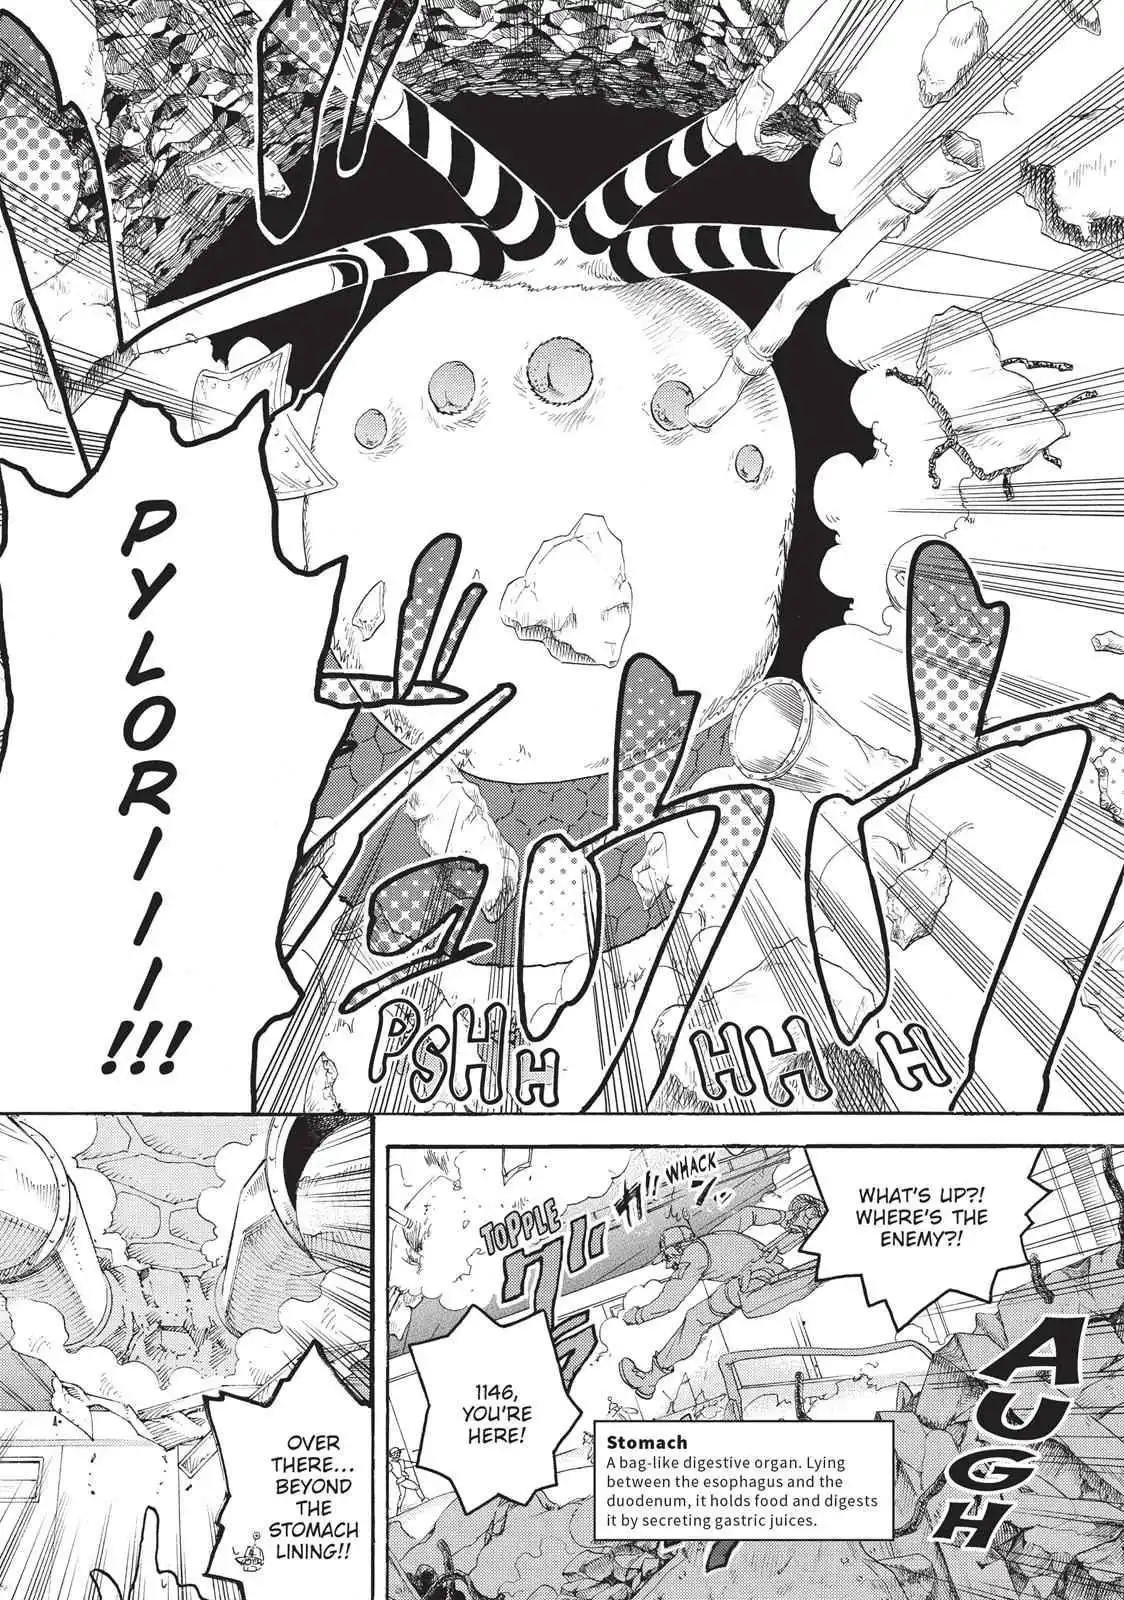 PYLORIIII!!!
PSHH HHH H
WHAT'S UP?!
WHERE'S THE
ENEMY?!
WHACK
TOPPLE
AUGH
1146,
YOU'RE
HERE!
Stomach
A bag-like digestive organ. Lying
between the esophagus and the
duodenum, it holds food and digests
it by secreting gastric juices.
OVER
THERE...
BEYOND
THE
STOMACH
LINING!!